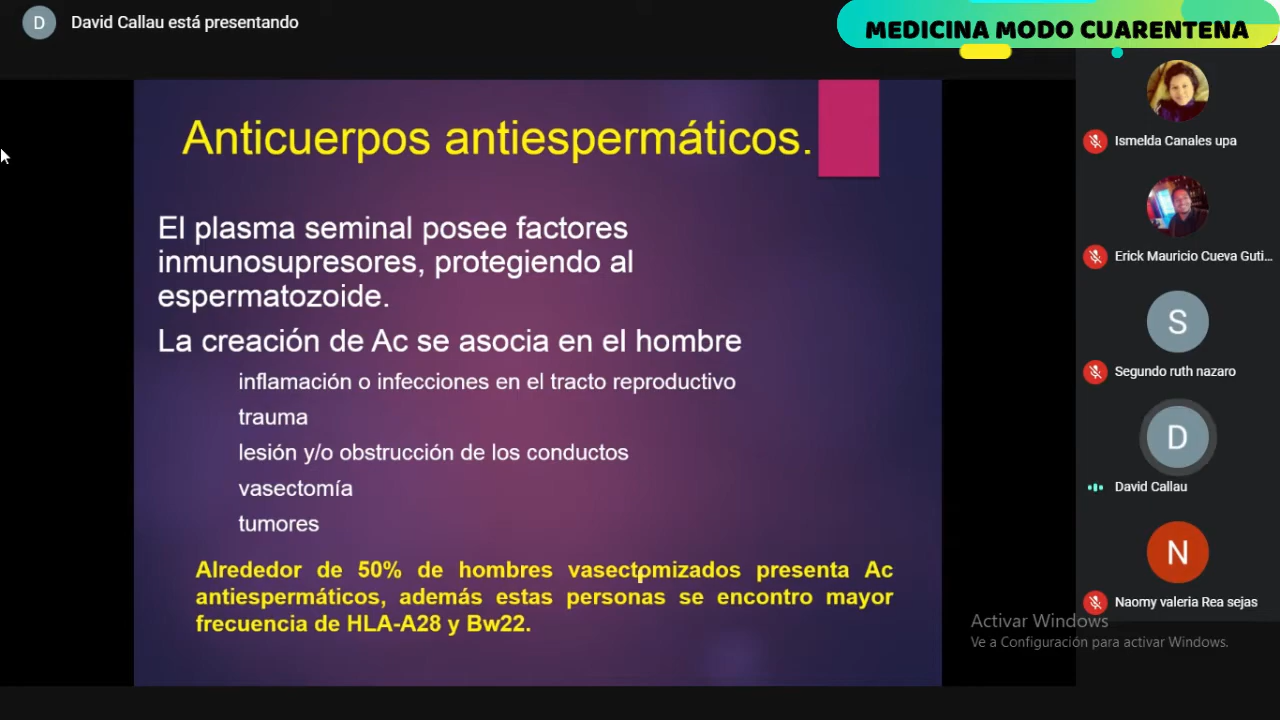 D David Callau está presentando
MEDICINA MODO CUARENTENA
Anticuerpos antiespermáticos.
El plasma seminal posee factores
inmunosupresores, protegiendo al
espermatozoide.
La creación de Ac se asocia en el hombre
inflamación o infecciones en el tracto reproductivo
trauma
lesión y/o obstrucción de los conductos
vasectomía
tumores
Alrededor de 50% de hombres vasectomizados presenta Ac
antiespermáticos, además estas personas se encontro mayor
frecuencia de HLA-A28 y Bw22.
Ismelda Canales upa
Erick Mauricio Cueva Guti...
S
Segundo ruth nazaro
D
David Callau
N
Naomy valeria Rea sejas
Activar Windows
Ve a Configuración para activar Windows.